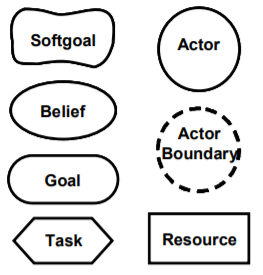 Softgoal
Actor
Belief
Actor
Boundary
Goal
Task
Resource